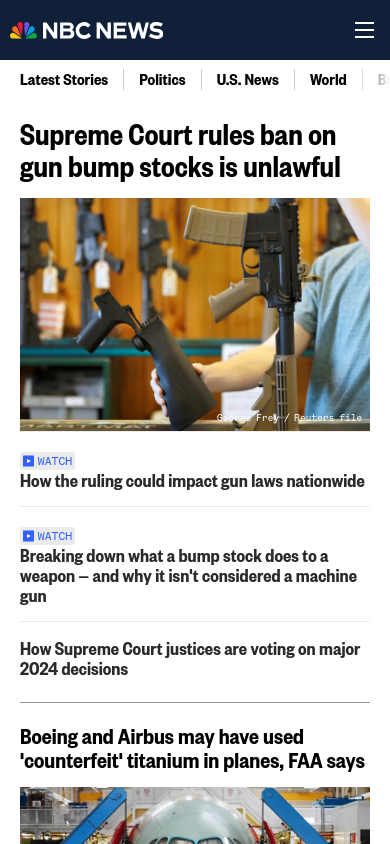 NBC NEWS
Latest Stories
Politics
U.S. News
World
Supreme Court rules ban on
gun bump stocks is unlawful
George Frey / Reuters file
WATCH
How the ruling could impact gun laws nationwide
WATCH
Breaking down what a bump stock does to a
weapon — and why it isn't considered a machine
gun
How Supreme Court justices are voting on major
2024 decisions
Boeing and Airbus may have used
'counterfeit' titanium in planes, FAA says